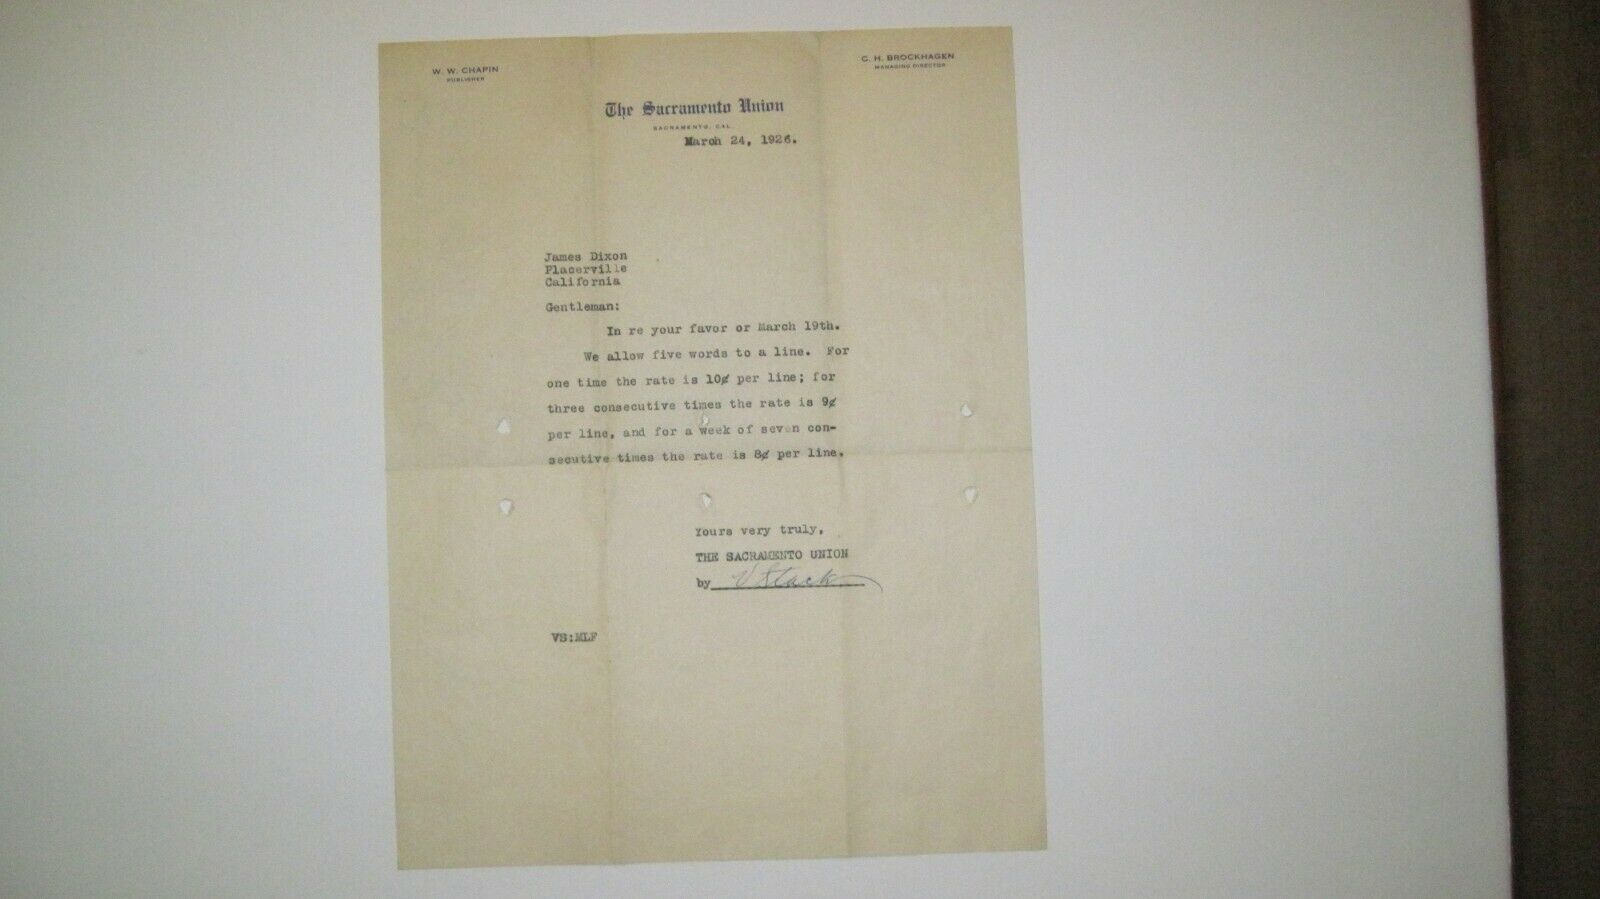 W. W. CHAPIN
PUBLISHER
C. H. BROCKHAGEN
MANAGING DIRECTOR
The Sacramento Union
SACRAMENTO, CAL.
March 24, 1926.
James Dixon
Placerville
California
Gentleman:
In re your favor or March 19th.
We allow five words to a line. For
one time the rate is 10¢ per line; for
three consecutive times the rate is 9¢
per line, and for a week of seven con-
secutive times the rate is 8¢ per line.
Yours very truly,
THE SACRAMENTO UNION
by V Stack
VS:MLF